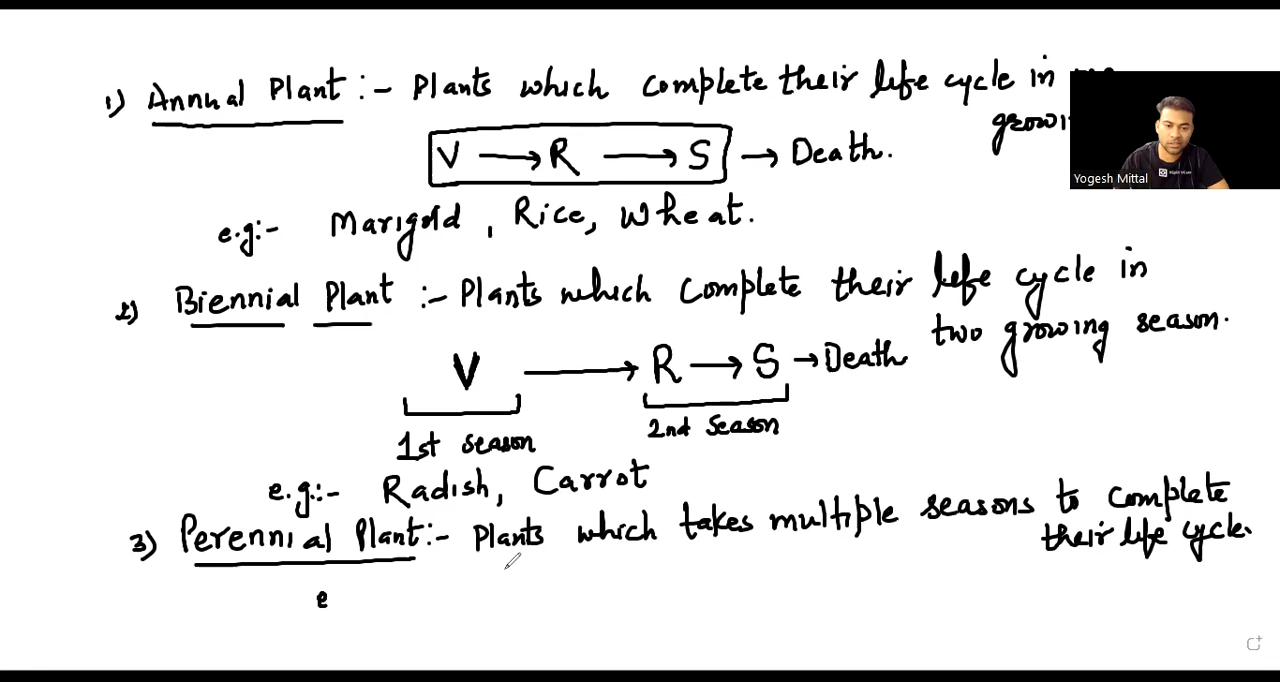 1) Annual Plant :- Plants which complete their life cycle in
growing
V → R → S → Death.
Yogesh Mittal
e.g:- Marigold, Rice, Wheat.
2) Biennial Plant :- Plants which complete their life cycle in
two growing season.
V → R → S → Death
1st season 2nd Season
e.g:- Radish, Carrot
3) Perennial Plant:- Plants which takes multiple seasons to complete
their life cycle.
e